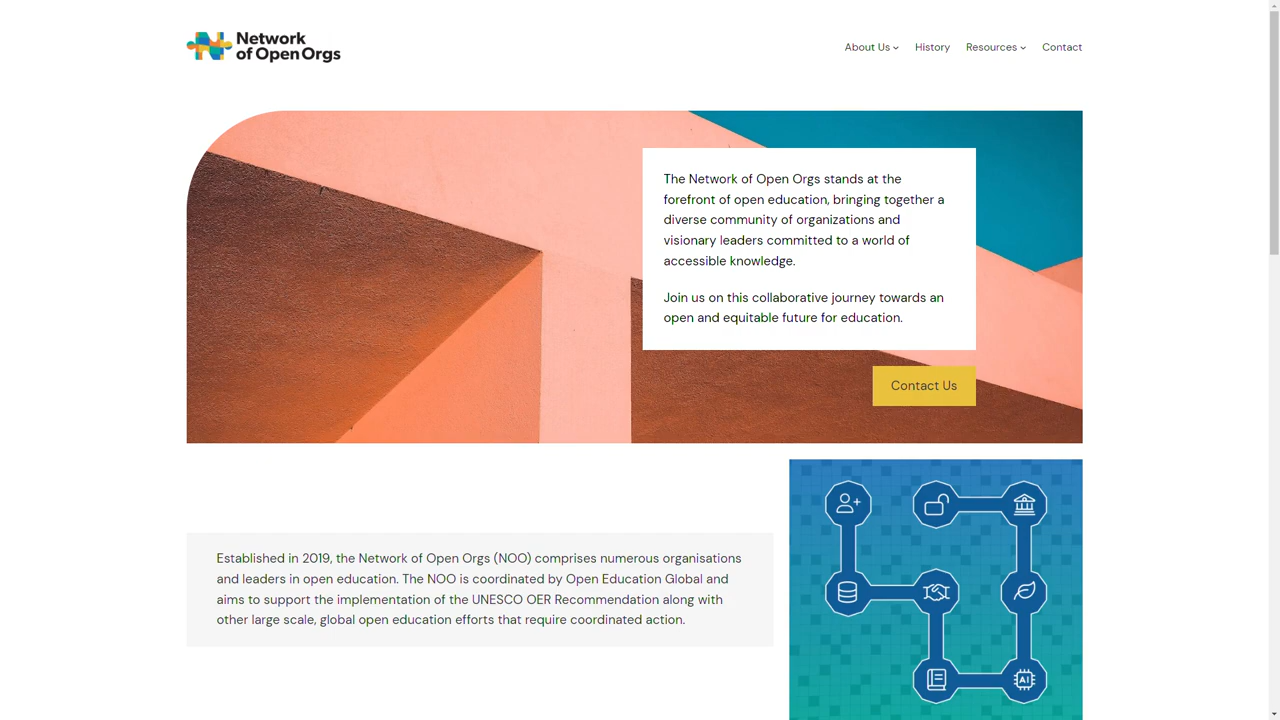 Network
of Open Orgs
About Us
History
Resources
Contact
The Network of Open Orgs stands at the
forefront of open education, bringing together a
diverse community of organizations and
visionary leaders committed to a world of
accessible knowledge.
Join us on this collaborative journey towards an
open and equitable future for education.
Contact Us
Established in 2019, the Network of Open Orgs (NOO) comprises numerous organisations
and leaders in open education. The NOO is coordinated by Open Education Global and
aims to support the implementation of the UNESCO OER Recommendation along with
other large scale, global open education efforts that require coordinated action.
AI